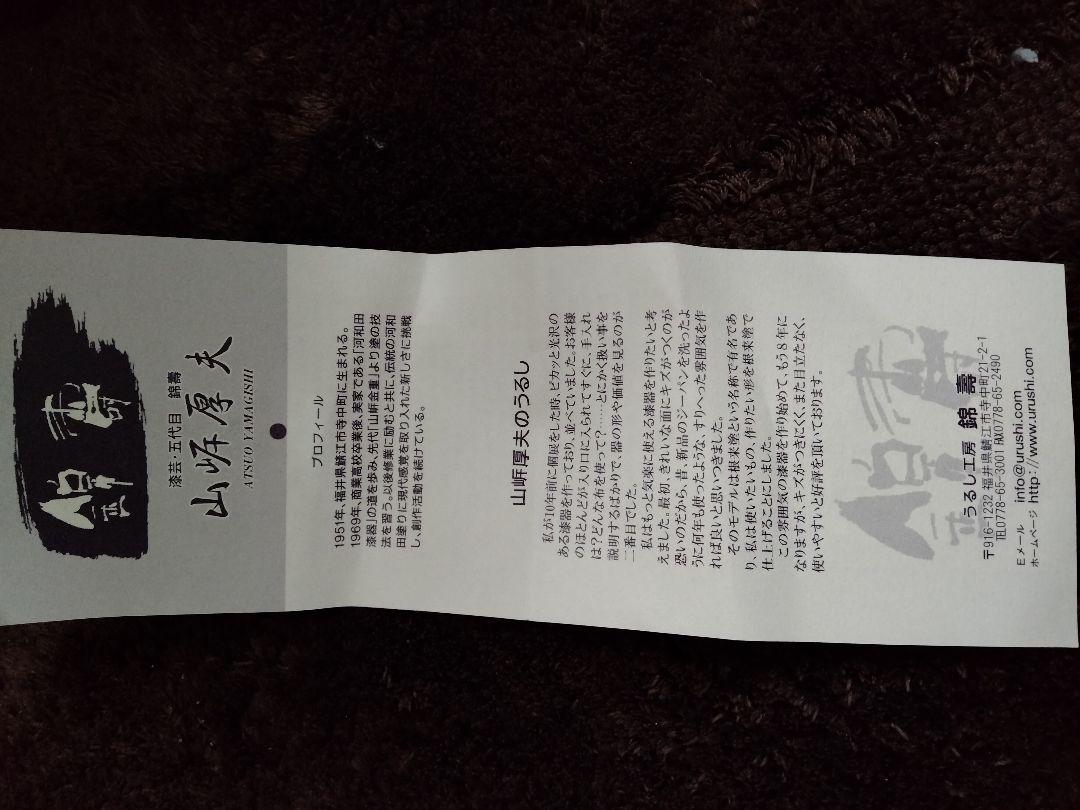 錦壽
漆芸・五代目　錦壽
山岸厚夫
ATSUO YAMAGISHI
プロフィール
1951年、福井県鯖江市寺中町に生まれる。
1969年、商業高校卒業後、実家である「河和田
漆器」の道を歩み、先代「山岸金重」より塗の技
法を習う。以後修業に励むと共に、伝統の河和
田塗りに現代感覚を取り入れた新しさに挑戦
し、創作活動を続けている。
山岸厚夫のうるし
私が10年前に個展をした時、ピカッと光沢の
ある漆器を作っており、並べていました。お客様
のほとんどが入り口に入られてすぐに、手入れ
は？どんな布を使って？……とにかく扱い事を
説明するばかりで、器の形や価値を見るのが
二番目でした。
私はもっと気楽に使える漆器を作りたいと考
えました。最初、きれいな面にキズがつくのが
恐いのだから、昔、新品のジーパンを洗ったよ
うに何年も使ったような、すりへった雰囲気を作
れば良いと思いつきました。
そのモデルは根来塗という名称で有名であ
り、私は使いたいもの、作りたい形を根来塗で
仕上げることにしました。
この雰囲気の漆器を作り始めて、もう8年に
なりますが、キズがつきにくく、また目立たなく、
使いやすいと好評を頂いております。
錦壽
うるし工房 錦壽
〒916-1232 福井県鯖江市寺中町21-2-1
TEL0778-65-3001 FAX0778-65-2490
Eメール　info@urushi.com
ホームページ　http://www.urushi.com